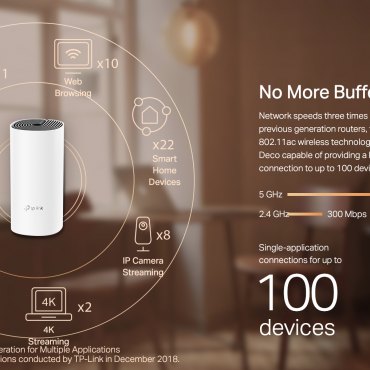 1
x10
Web
Browsing
x22
Smart
Home
Devices
tp-link
x8
IP Camera
Streaming
4K
x2
4K
Streaming
eration for Multiple Applications
tions conducted by TP-Link in December 2018.
No More Buffe
Network speeds three times
previous generation routers,
802.11ac wireless technolog
Deco capable of providing a
connection to up to 100 devi
5 GHz
2.4 GHz
300 Mbps
Single-application
connections for up to
100
devices